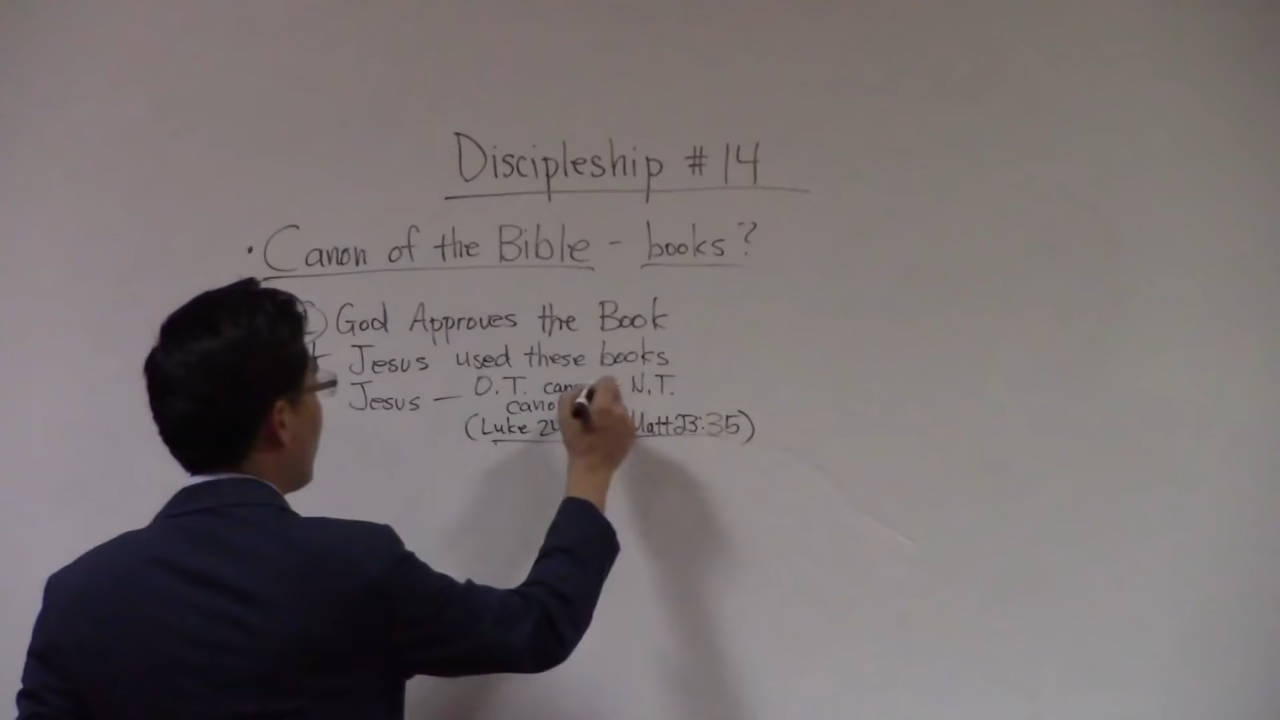 Discipleship #14
· Canon of the Bible - books?
God Approves the Book
Jesus used these books
Jesus — O.T. N.T.
(Luke Matt 23:35)